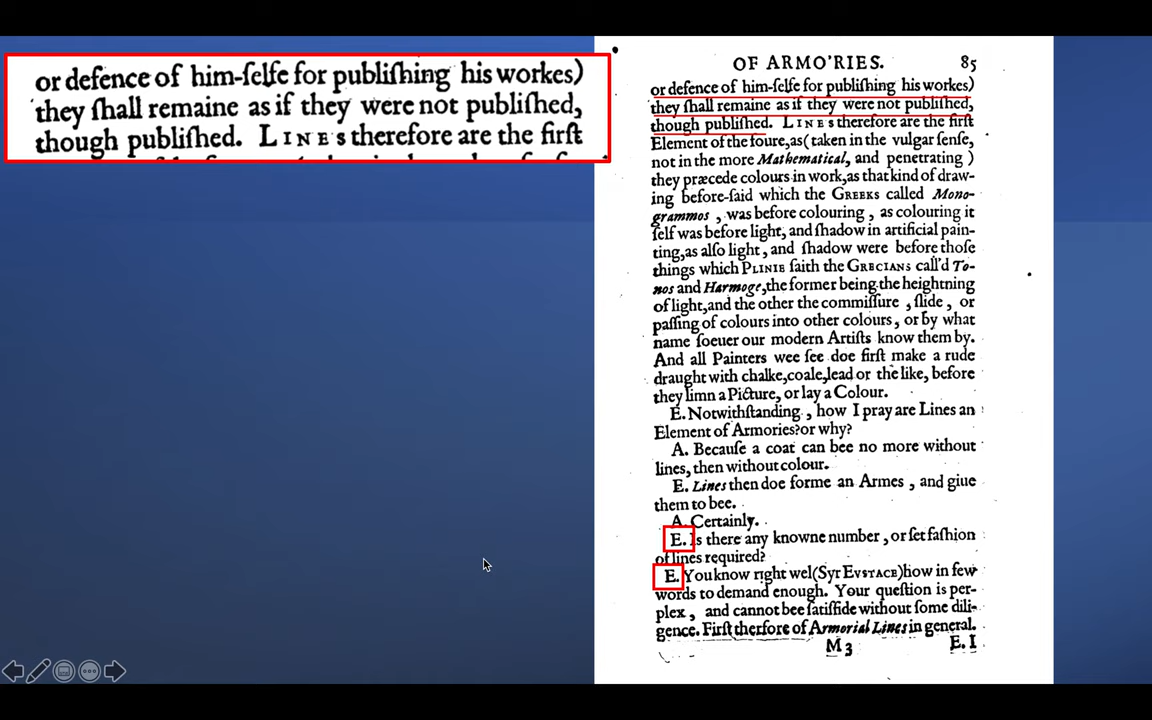 or defence of him-ſelfe for publiſhing his workes)
they ſhall remaine as if they were not publiſhed,
though publiſhed. LINES therefore are the firſt
OF ARMO'RIES. 85
or defence of him-ſelfe for publiſhing his workes)
they ſhall remaine as if they were not publiſhed,
though publiſhed. LINES therefore are the firſt
Element of the foure,as( taken in the vulgar ſenſe,
not in the more Mathematical, and penetrating )
they præcede colours in work,as that kind of draw-
ing before-ſaid which the GREEKS called Mono-
grammos , was before colouring , as colouring it
ſelf was before light, and ſhadow in artificial pain-
ting,as alſo light, and ſhadow were before thoſe
things which PLINIE ſaith the GRECIANS call'd To-
nos and Harmoge,the former being the heightning
of light,and the other the commiſſure , ſlide, or
paſſing of colours into other colours, or by what
name ſoeuer our modern Artiſts know them by.
And all Painters wee ſee doe firſt make a rude
draught with chalke,coale,lead or the like, before
they limn a Picture, or lay a Colour.
E. Notwithſtanding , how I pray are Lines an
Element of Armories?or why?
A. Becauſe a coat can bee no more without
lines, then without colour.
E. Lines then doe forme an Armes , and giue
them to bee.
A. Certainly.
E. Is there any knowne number , or ſet faſhion
of lines required?
E. You know right wel(Syr EVSTACE)how in few
words to demand enough. Your queſtion is per-
plex , and cannot bee ſatiſfide without ſome dili-
gence. Firſt therfore of Armorial Lines in general.
M 3 E. I